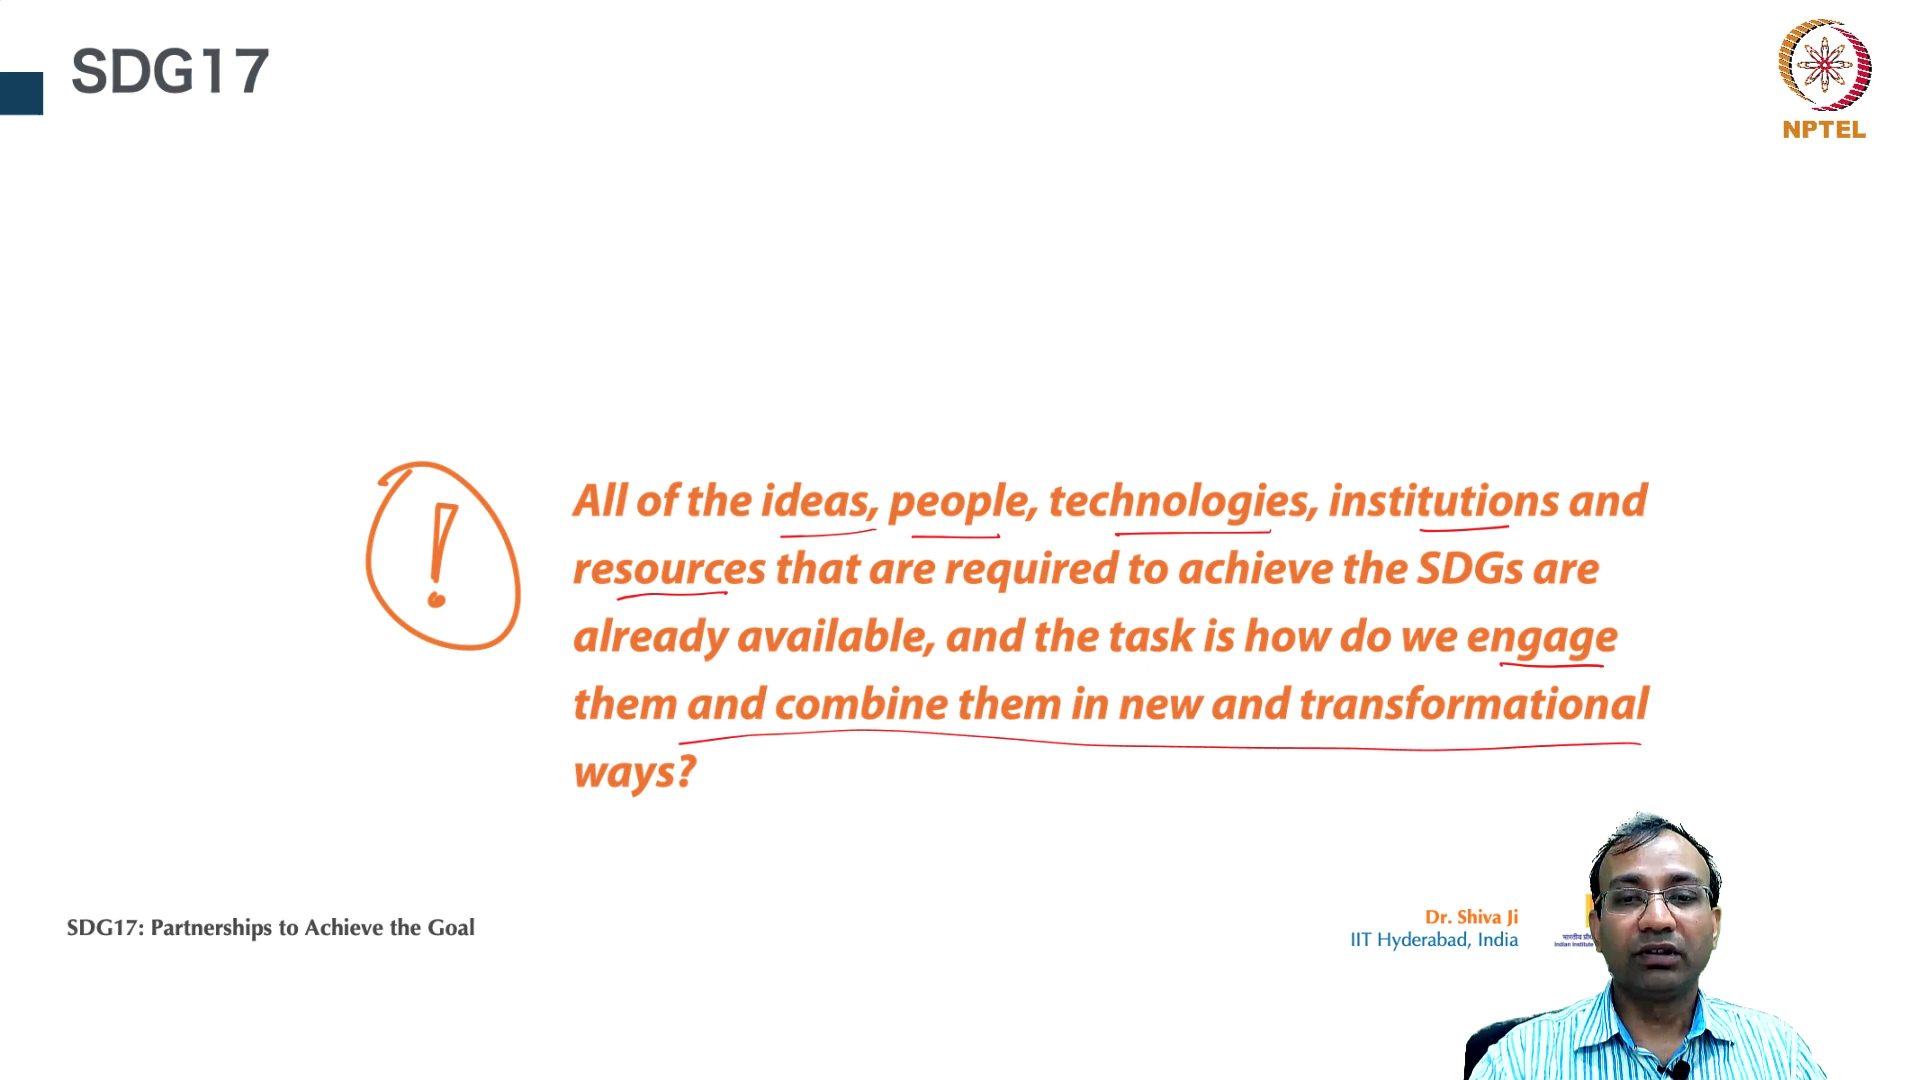 SDG17
NPTEL
All of the ideas, people, technologies, institutions and
resources that are required to achieve the SDGs are
already available, and the task is how do we engage
them and combine them in new and transformational
ways?
SDG17: Partnerships to Achieve the Goal
Dr. Shiva Ji
IIT Hyderabad, India
Indian Institute